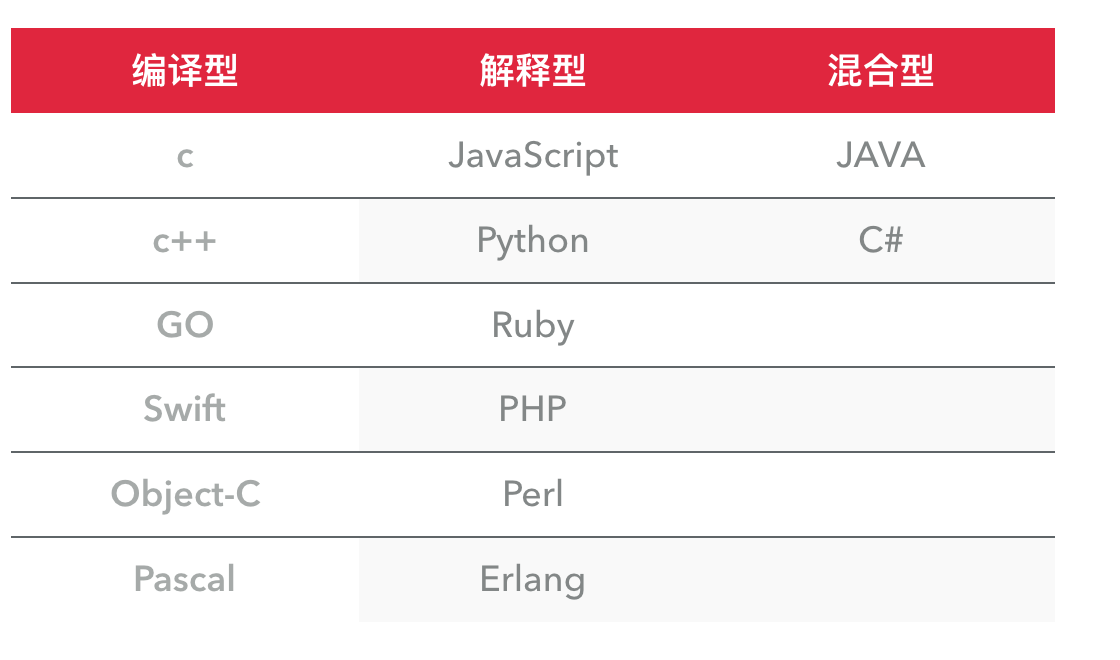 编译型 解释型 混合型
c JavaScript JAVA
c++ Python C#
GO Ruby
Swift PHP
Object-C Perl
Pascal Erlang